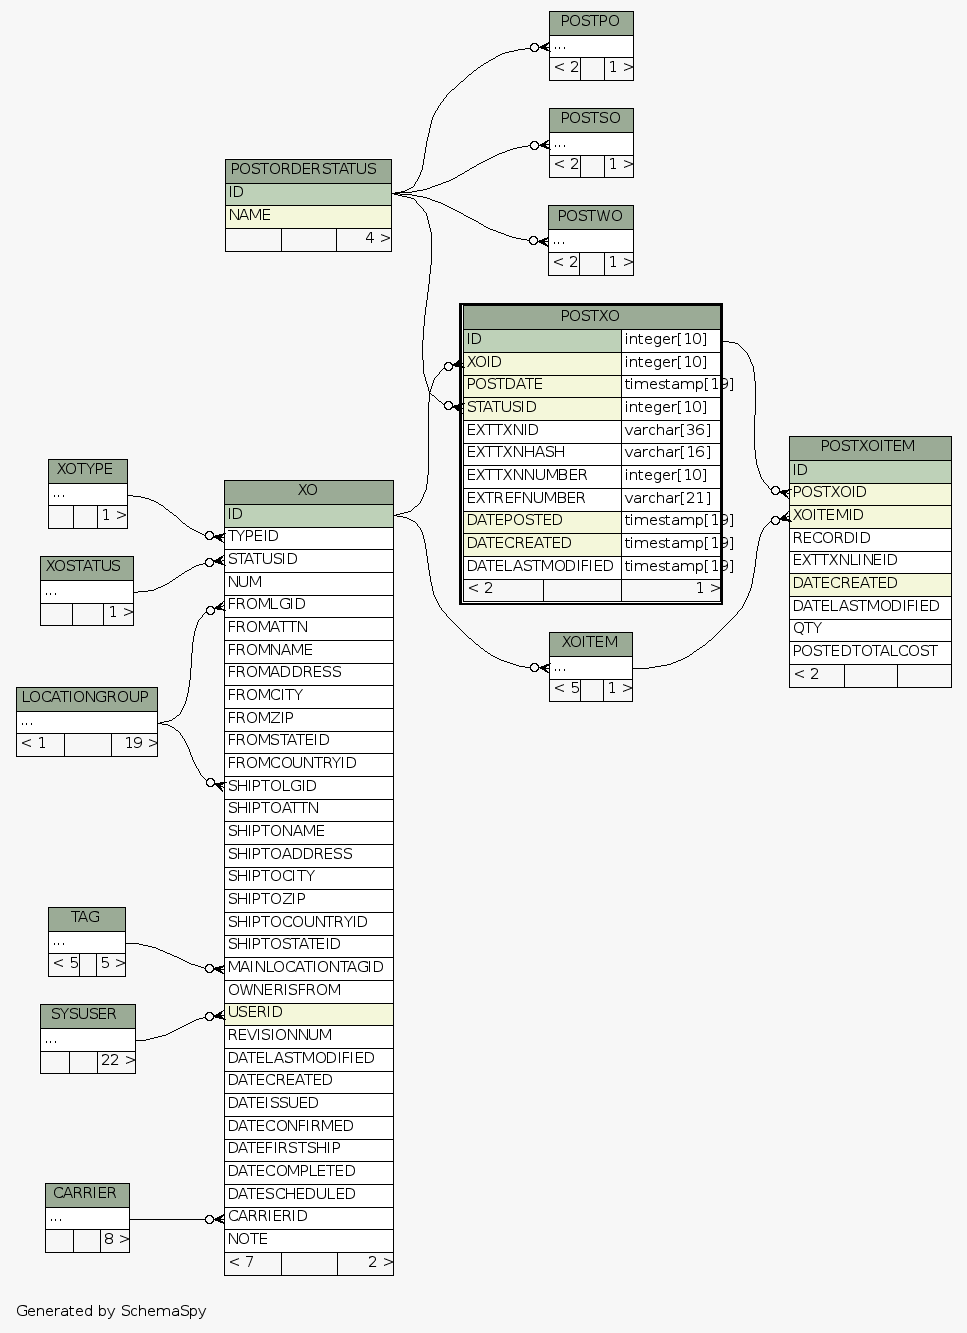 POSTPO
...
< 2 1 >
POSTSO
...
< 2 1 >
POSTORDERSTATUS
ID
NAME
4 >
POSTWO
...
< 2 1 >
POSTXO
ID integer[10]
XOID integer[10]
POSTDATE timestamp[19]
STATUSID integer[10]
EXTTXNID varchar[36]
EXTTXNHASH varchar[16]
EXTTXNNUMBER integer[10]
EXTREFNUMBER varchar[21]
DATEPOSTED timestamp[19]
DATECREATED timestamp[19]
DATELASTMODIFIED timestamp[19]
< 2 1 >
POSTXOITEM
ID
POSTXOID
XOITEMID
RECORDID
EXTTXNLINEID
DATECREATED
DATELASTMODIFIED
QTY
POSTEDTOTALCOST
< 2
XOITEM
...
< 5 1 >
XOTYPE
...
1 >
XOSTATUS
...
1 >
LOCATIONGROUP
...
< 1 19 >
TAG
...
< 5 5 >
SYSUSER
...
22 >
CARRIER
...
8 >
XO
ID
TYPEID
STATUSID
NUM
FROMLGID
FROMATTN
FROMNAME
FROMADDRESS
FROMCITY
FROMZIP
FROMSTATEID
FROMCOUNTRYID
SHIPTOLGID
SHIPTOATTN
SHIPTONAME
SHIPTOADDRESS
SHIPTOCITY
SHIPTOZIP
SHIPTOCOUNTRYID
SHIPTOSTATEID
MAINLOCATIONTAGID
OWNERISFROM
USERID
REVISIONNUM
DATELASTMODIFIED
DATECREATED
DATEISSUED
DATECONFIRMED
DATEFIRSTSHIP
DATECOMPLETED
DATESCHEDULED
CARRIERID
NOTE
< 7 2 >
Generated by SchemaSpy